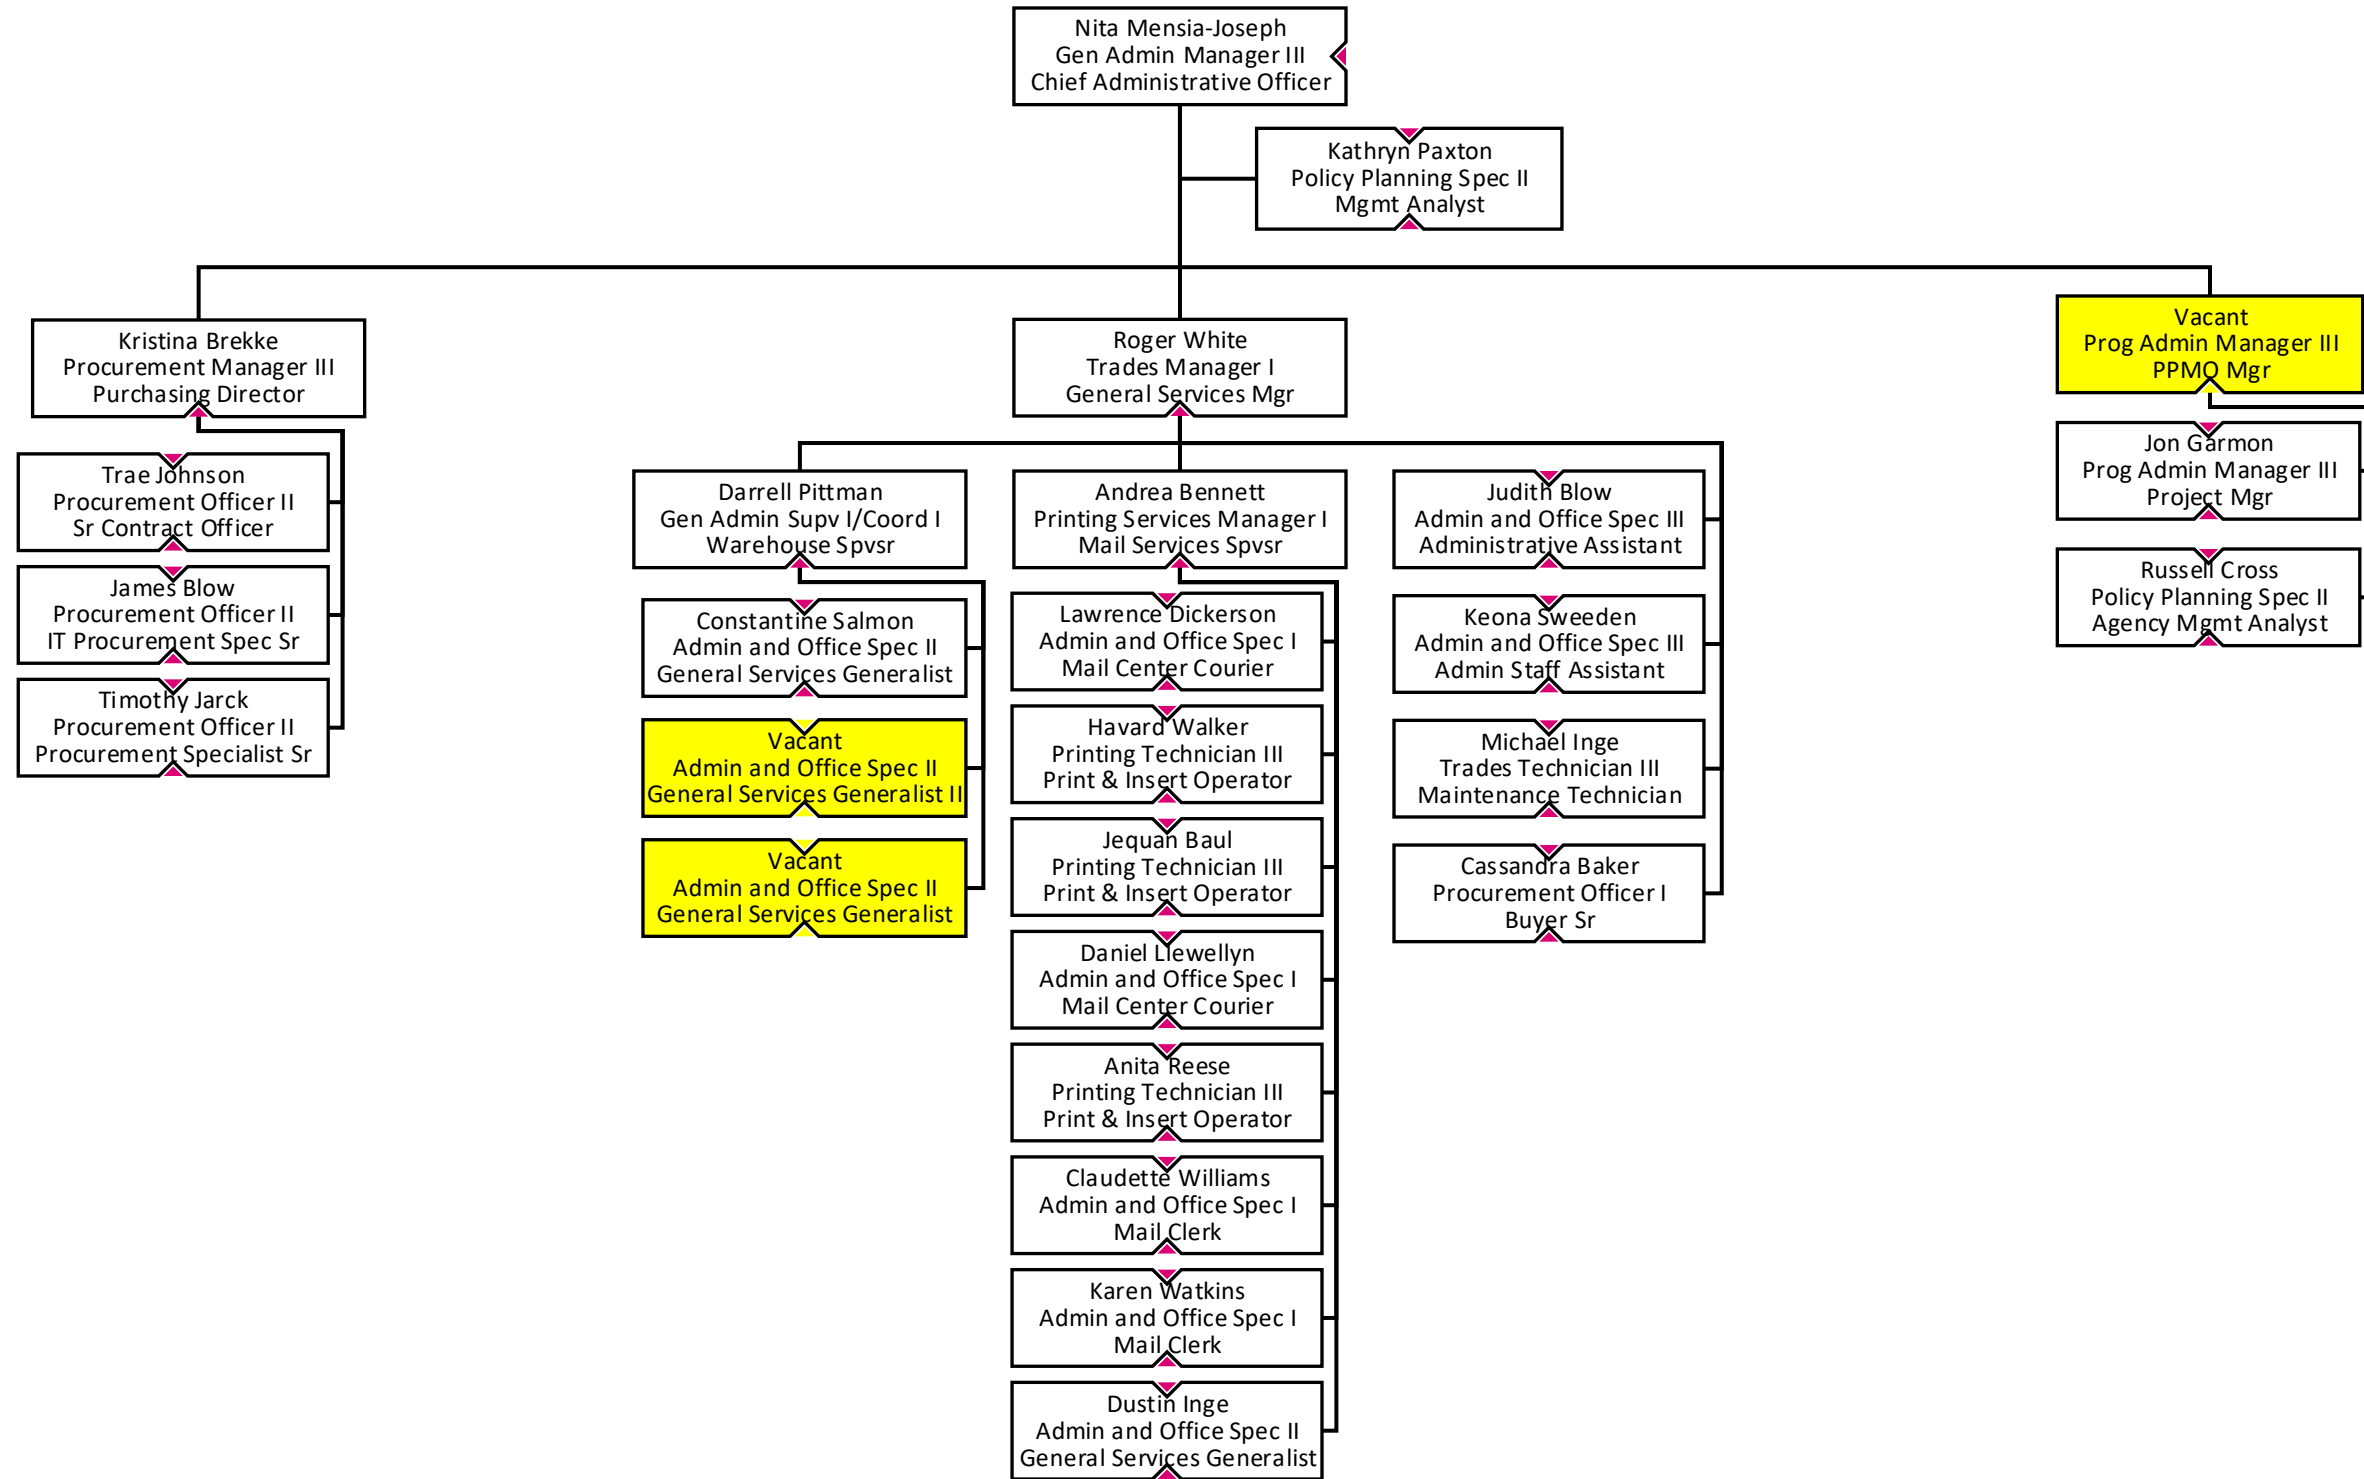 Nita Mensia-Joseph
Gen Admin Manager III
Chief Administrative Officer
Kathryn Paxton
Policy Planning Spec II
Mgmt Analyst
Kristina Brekke
Procurement Manager III
Purchasing Director
Trae Johnson
Procurement Officer II
Sr Contract Officer
James Blow
Procurement Officer II
IT Procurement Spec Sr
Timothy Jarck
Procurement Officer II
Procurement Specialist Sr
Roger White
Trades Manager I
General Services Mgr
Darrell Pittman
Gen Admin Supv I/Coord I
Warehouse Spvsr
Constantine Salmon
Admin and Office Spec II
General Services Generalist
Vacant
Admin and Office Spec II
General Services Generalist II
Vacant
Admin and Office Spec II
General Services Generalist
Andrea Bennett
Printing Services Manager I
Mail Services Spvsr
Lawrence Dickerson
Admin and Office Spec I
Mail Center Courier
Havard Walker
Printing Technician III
Print & Insert Operator
Jequan Baul
Printing Technician III
Print & Insert Operator
Daniel Llewellyn
Admin and Office Spec I
Mail Center Courier
Anita Reese
Printing Technician III
Print & Insert Operator
Claudette Williams
Admin and Office Spec I
Mail Clerk
Karen Watkins
Admin and Office Spec I
Mail Clerk
Dustin Inge
Admin and Office Spec II
General Services Generalist
Judith Blow
Admin and Office Spec III
Administrative Assistant
Keona Sweeden
Admin and Office Spec III
Admin Staff Assistant
Michael Inge
Trades Technician III
Maintenance Technician
Cassandra Baker
Procurement Officer I
Buyer Sr
Vacant
Prog Admin Manager III
PPMO Mgr
Jon Garmon
Prog Admin Manager III
Project Mgr
Russell Cross
Policy Planning Spec II
Agency Mgmt Analyst